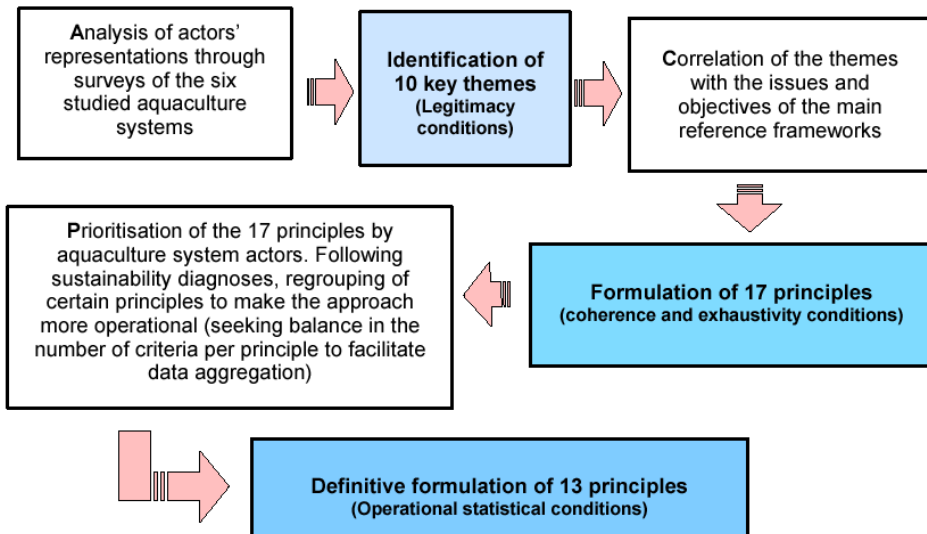 Analysis of actors'
representations through
surveys of the six
studied aquaculture
systems
Identification of
10 key themes
(Legitimacy
conditions)
Correlation of the themes
with the issues and
objectives of the main
reference frameworks
Prioritisation of the 17 principles by
aquaculture system actors. Following
sustainability diagnoses, regrouping of
certain principles to make the approach
more operational (seeking balance in the
number of criteria per principle to facilitate
data aggregation)
Formulation of 17 principles
(coherence and exhaustivity conditions)
Definitive formulation of 13 principles
(Operational statistical conditions)